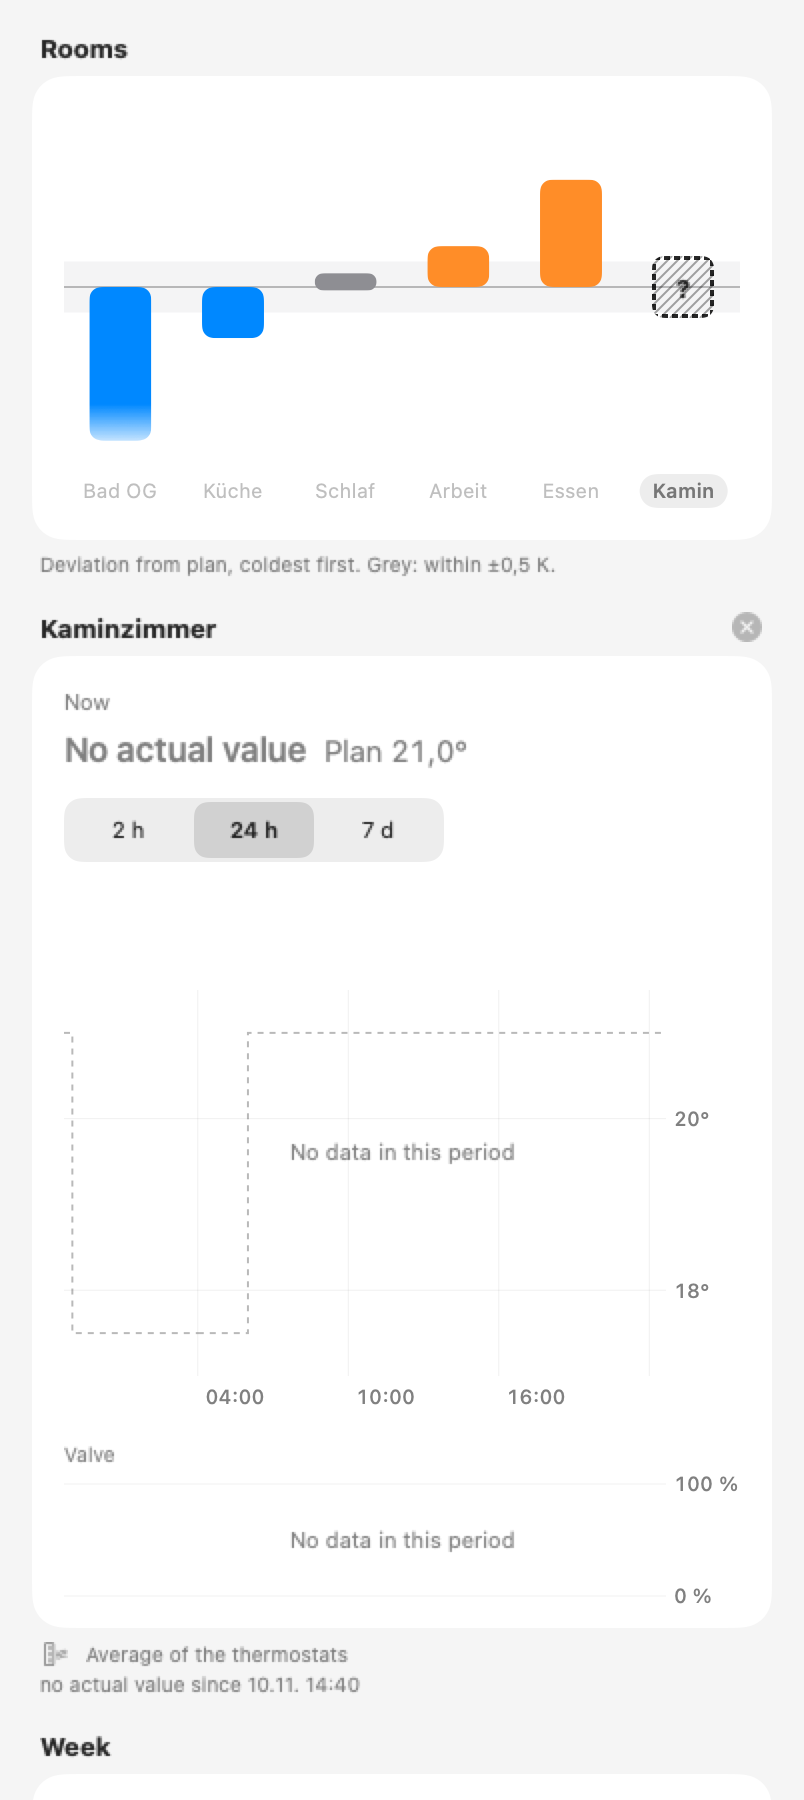 Rooms
?
Bad OG Küche Schlaf Arbeit Essen Kamin
Deviation from plan, coldest first. Grey: within ±0,5 K.
Kaminzimmer
Now
No actual value Plan 21,0°
2 h 24 h 7 d
20°
No data in this period
18°
04:00 10:00 16:00
Valve
100 %
No data in this period
0 %
Average of the thermostats
no actual value since 10.11. 14:40
Week